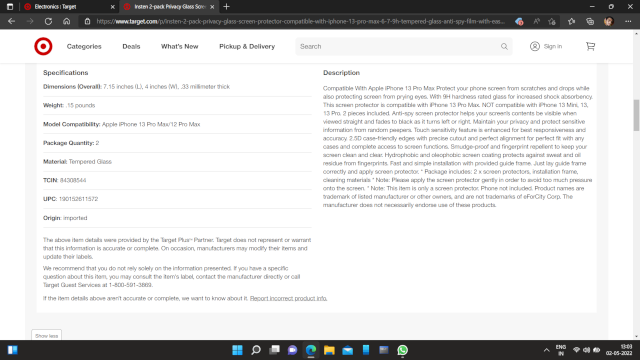 Electronics : Target
Insten 2-pack Privacy Glass Scre
https://www.target.com/p/insten-2-pack-privacy-glass-screen-protector-compatible-with-iphone-13-pro-max-6-7-9h-tempered-glass-anti-spy-film-with-eas...
Categories
Deals
What's New
Pickup & Delivery
Search
Sign in
Specifications
Dimensions (Overall): 7.15 inches (L), 4 inches (W), .33 millimeter thick
Weight: .15 pounds
Model Compatibility: Apple iPhone 13 Pro Max/12 Pro Max
Package Quantity: 2
Material: Tempered Glass
TCIN: 84308544
UPC: 190152611572
Origin: imported
The above item details were provided by the Target Plus™ Partner. Target does not represent or warrant
that this information is accurate or complete. On occasion, manufacturers may modify their items and
update their labels.
We recommend that you do not rely solely on the information presented. If you have a specific
question about this item, you may consult the item's label, contact the manufacturer directly or call
Target Guest Services at 1-800-591-3869.
If the item details above aren't accurate or complete, we want to know about it. Report incorrect product info.
Show less
Description
Compatible With Apple iPhone 13 Pro Max Protect your phone screen from scratches and drops while
also protecting screen from prying eyes. With 9H hardness rated glass for increased shock absorbency.
This screen protector is compatible with iPhone 13 Pro Max. NOT compatible with iPhone 13 Mini, 13,
13 Pro. 2 pieces included. Anti-spy screen protector helps your screen's contents be visible when
viewed straight and fades to black as it turns left or right. Maintain your privacy and protect sensitive
information from random peepers. Touch sensitivity feature is enhanced for best responsiveness and
accuracy. 2.5D case-friendly edges with precise cutout and perfect alignment for perfect fit with any
cases and complete access to screen functions. Smudge-proof and fingerprint repellent to keep your
screen clean and clear. Hydrophobic and oleophobic screen coating protects against sweat and oil
residue from fingerprints. Fast and simple installation with provided guide frame. Just lay guide frame
correctly and apply screen protector. * Package includes: 2 x screen protectors, installation frame,
cleaning materials * Note: Please apply the screen protector gently in order to avoid too much pressure
onto the screen. * Note: This item is only a screen protector. Phone not included. Product names are
trademark of listed manufacturer or other owners, and are not trademarks of eForCity Corp. The
manufacturer does not necessarily endorse use of these products
ENG
IN
13:03
02-05-2022